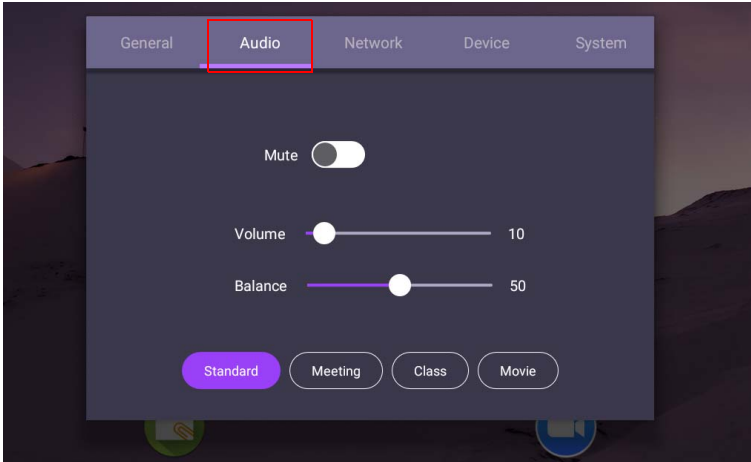 General Audio Network Device System
Mute
Volume 10
Balance 50
Standard Meeting Class Movie